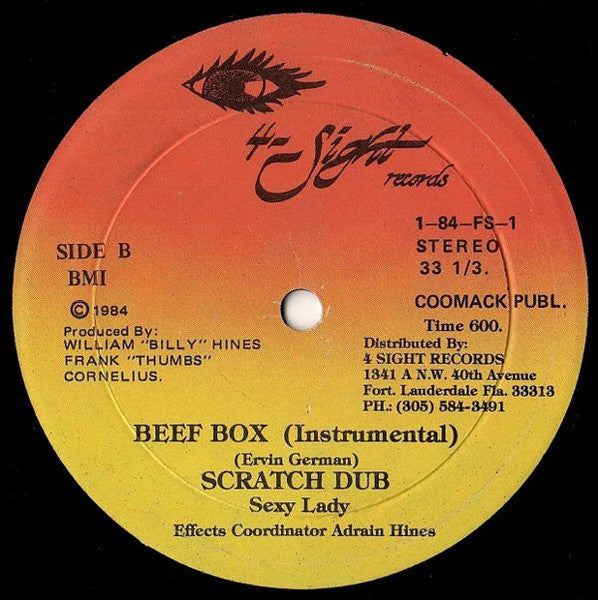 4-Sight
records
1-84-FS-1
STEREO
33 1/3.
COOMACK PUBL.
Time 600.
Distributed By:
4 SIGHT RECORDS
1341 A N.W. 40th Avenue
Fort. Lauderdale Fla. 33313
PH.: (305) 584-3491
SIDE B
BMI
© 1984
Produced By:
WILLIAM "BILLY" HINES
FRANK "THUMBS"
CORNELIUS.
BEEF BOX (Instrumental)
(Ervin German)
SCRATCH DUB
Sexy Lady
Effects Coordinator Adrain Hines